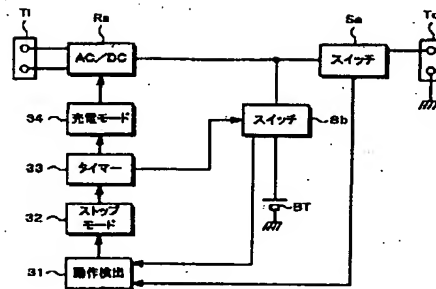 TI
Ra
Sa
To
AC/DC
スイッチ
34
充電モード
スイッチ
Sb
33
タイマー
32
ストップ
モード
BT
31
動作検出